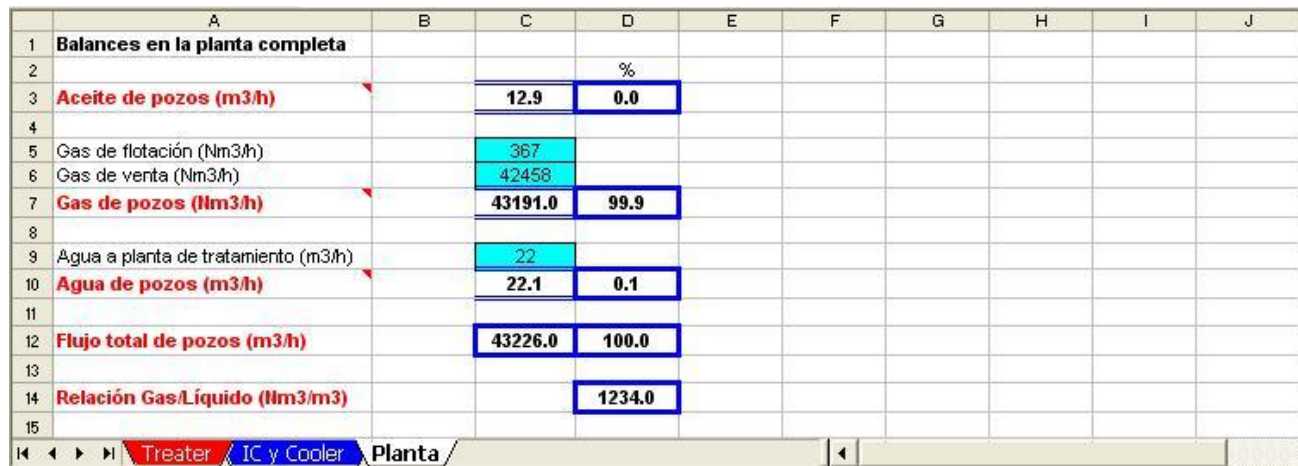 A B C D E F G H I J
1 Balances en la planta completa
2 %
3 Aceite de pozos (m3/h) 12.9 0.0
4
5 Gas de flotación (Nm3/h) 367
6 Gas de venta (Nm3/h) 42458
7 Gas de pozos (Nm3/h) 43191.0 99.9
8
9 Agua a planta de tratamiento (m3/h) 22
10 Agua de pozos (m3/h) 22.1 0.1
11
12 Flujo total de pozos (m3/h) 43226.0 100.0
13
14 Relación Gas/Líquido (Nm3/m3) 1234.0
15
Treater IC y Cooler Planta